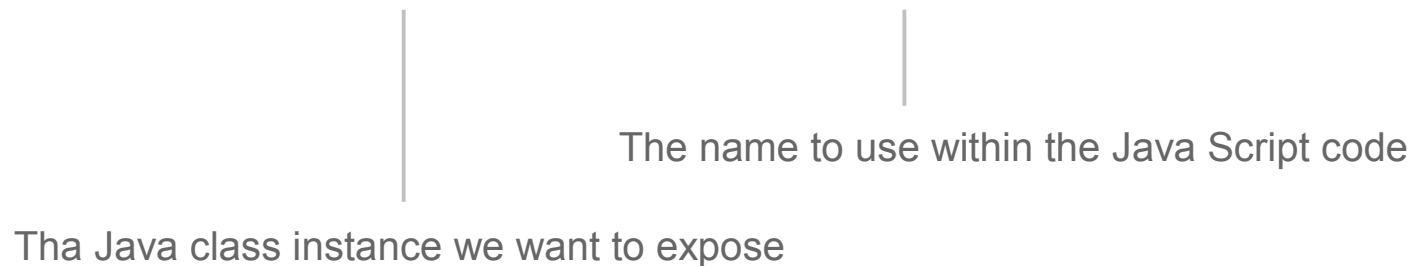 The name to use within the Java Script code
Tha Java class instance we want to expose